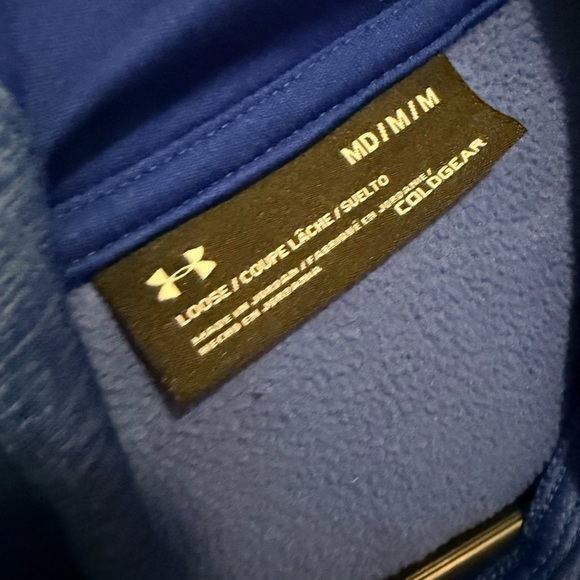 MD / M / M
LOOSE / COUPE LÂCHE / SUELTO
MADE IN JORDAN / FABRIQUÉ EN JORDANIE /
HECHO EN JORDANIA
COLDGEAR